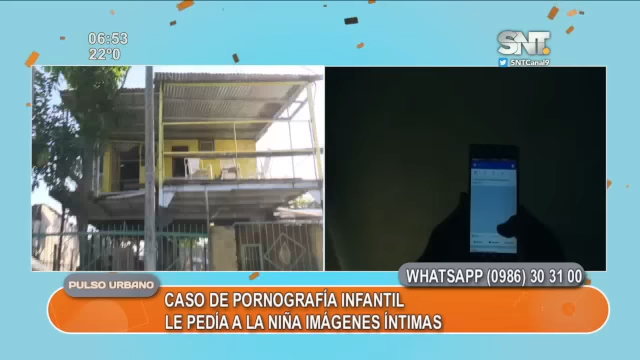 06:53
22°0
SNT
SNTCanal9
WHATSAPP (0986) 30 31 00
PULSO URBANO
CASO DE PORNOGRAFÍA INFANTIL
LE PEDÍA A LA NIÑA IMÁGENES ÍNTIMAS